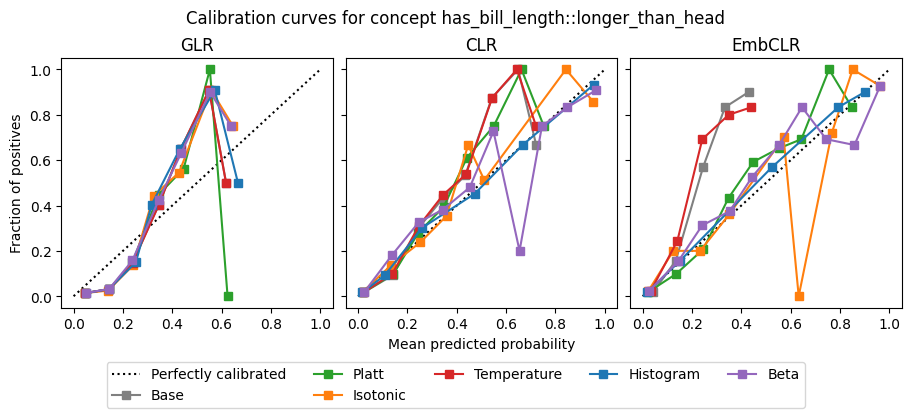 Calibration curves for concept has_bill_length::longer_than_head
GLR
CLR
EmbCLR
Fraction of positives
1.0
0.8
0.6
0.4
0.2
0.0
0.0 0.2 0.4 0.6 0.8 1.0
0.0 0.2 0.4 0.6 0.8 1.0
0.0 0.2 0.4 0.6 0.8 1.0
Mean predicted probability
Perfectly calibrated Platt Temperature Histogram Beta
Base Isotonic